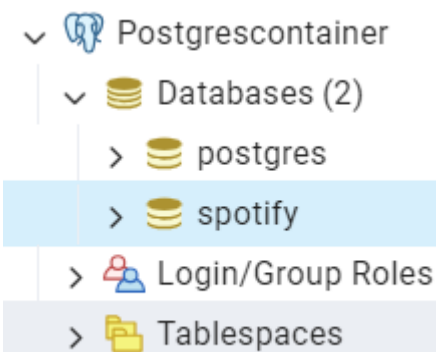 Postgrescontainer
Databases (2)
postgres
spotify
Login/Group Roles
Tablespaces